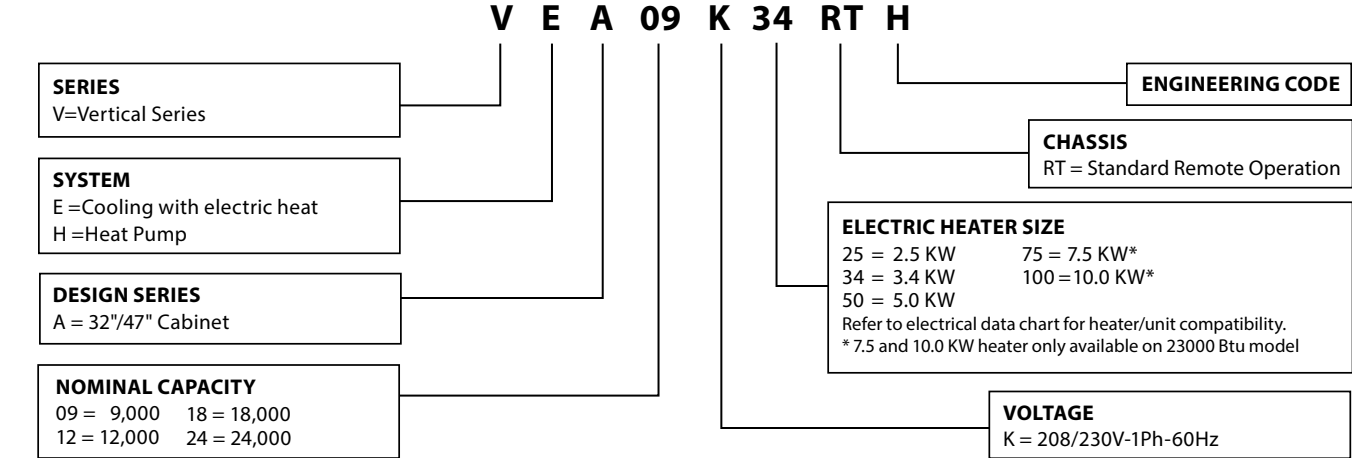 V E A 09 K 34 RT H
SERIES
V=Vertical Series
SYSTEM
E =Cooling with electric heat
H =Heat Pump
DESIGN SERIES
A = 32"/47" Cabinet
NOMINAL CAPACITY
09 = 9,000 18 = 18,000
12 = 12,000 24 = 24,000
ENGINEERING CODE
CHASSIS
RT = Standard Remote Operation
ELECTRIC HEATER SIZE
25 = 2.5 KW 75 = 7.5 KW*
34 = 3.4 KW 100 =10.0 KW*
50 = 5.0 KW
Refer to electrical data chart for heater/unit compatibility.
* 7.5 and 10.0 KW heater only available on 23000 Btu model
VOLTAGE
K = 208/230V-1Ph-60Hz